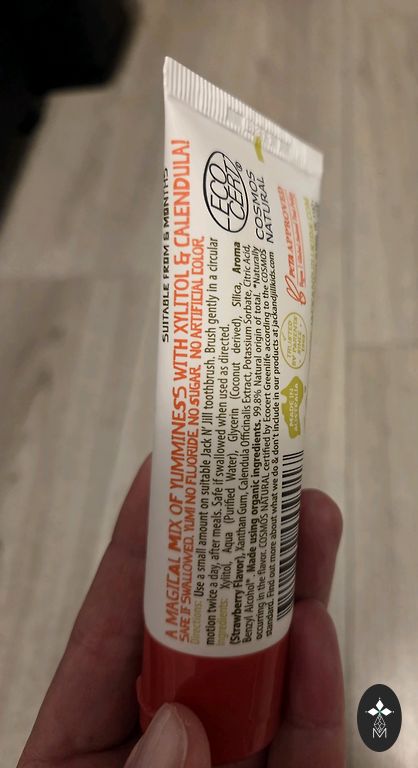 SUITABLE FROM 6 MONTHS
A MAGICAL MIX OF YUMMINESS WITH XYLITOL & CALENDULA!
SAFE IF SWALLOWED. YUM! NO FLUORIDE. NO SUGAR. NO ARTIFICIAL COLOR.
Directions: Use a small amount on suitable Jack N' Jill toothbrush. Brush gently in a circular
motion twice a day, after meals. Safe if swallowed when used as directed.
Ingredients: Xylitol, Aqua (Purified Water), Glycerin (Coconut derived), Silica, Aroma
(Strawberry Flavor), Xanthan Gum, Calendula Officinalis Extract, Potassium Sorbate, Citric Acid,
Benzyl Alcohol* Made using organic ingredients. 99.8% Natural origin of total. *Naturally
occurring in the flavor. COSMOS NATURAL certified by Ecocert Greenlife according to the COSMOS
standard. Find out more about what we do & don't include in our products at jackandjillkids.com
ECO
CERT®
COSMOS
NATURAL
PETA APPROVED
MADE IN
AUSTRALIA